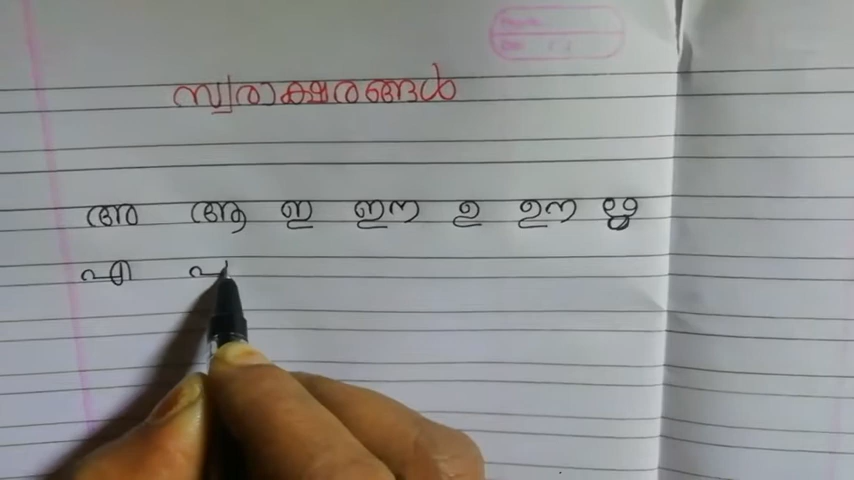 സ്വരാക്ഷരങ്ങൾ
അ ആ ഇ ഈ ഉ ഊ ഋ
എ